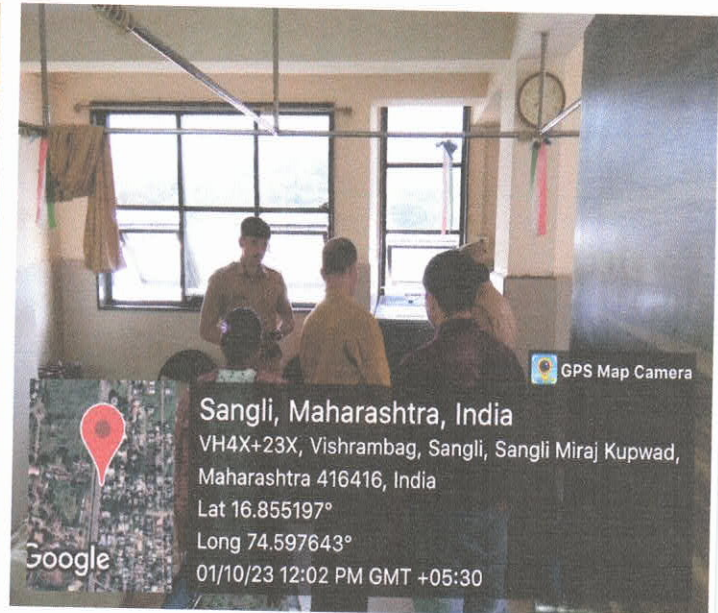 GPS Map Camera
Sangli, Maharashtra, India
VH4X+23X, Vishrambag, Sangli, Sangli Miraj Kupwad,
Maharashtra 416416, India
Lat 16.855197°
Long 74.597643°
01/10/23 12:02 PM GMT +05:30
Google